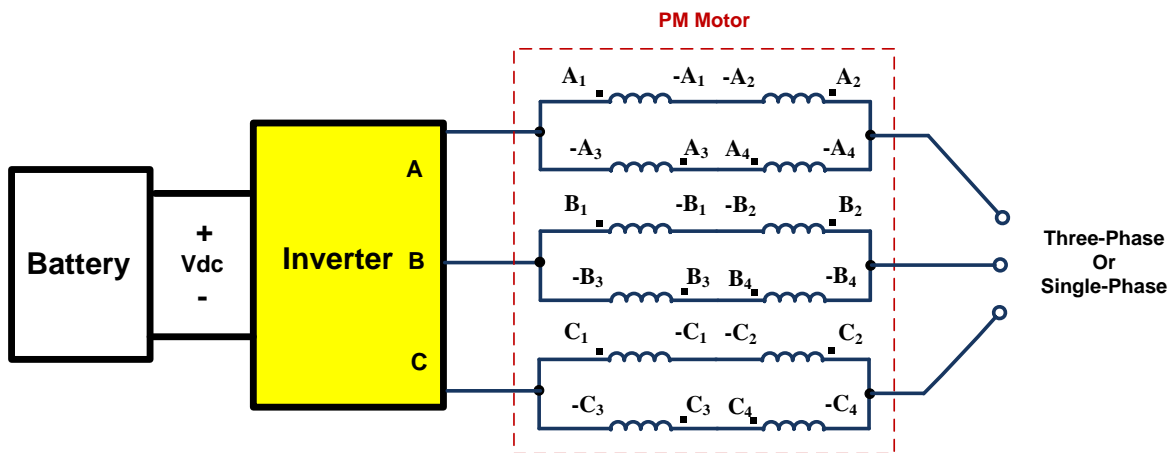 PM Motor
A₁ -A₁ -A₂ A₂
-A₃ A₃ A₄ -A₄
A
B₁ -B₁ -B₂ B₂
Battery
+
Vdc
-
Inverter
B
-B₃ B₃ B₄ -B₄
C
C₁ -C₁ -C₂ C₂
-C₃ C₃ C₄ -C₄
Three-Phase
Or
Single-Phase